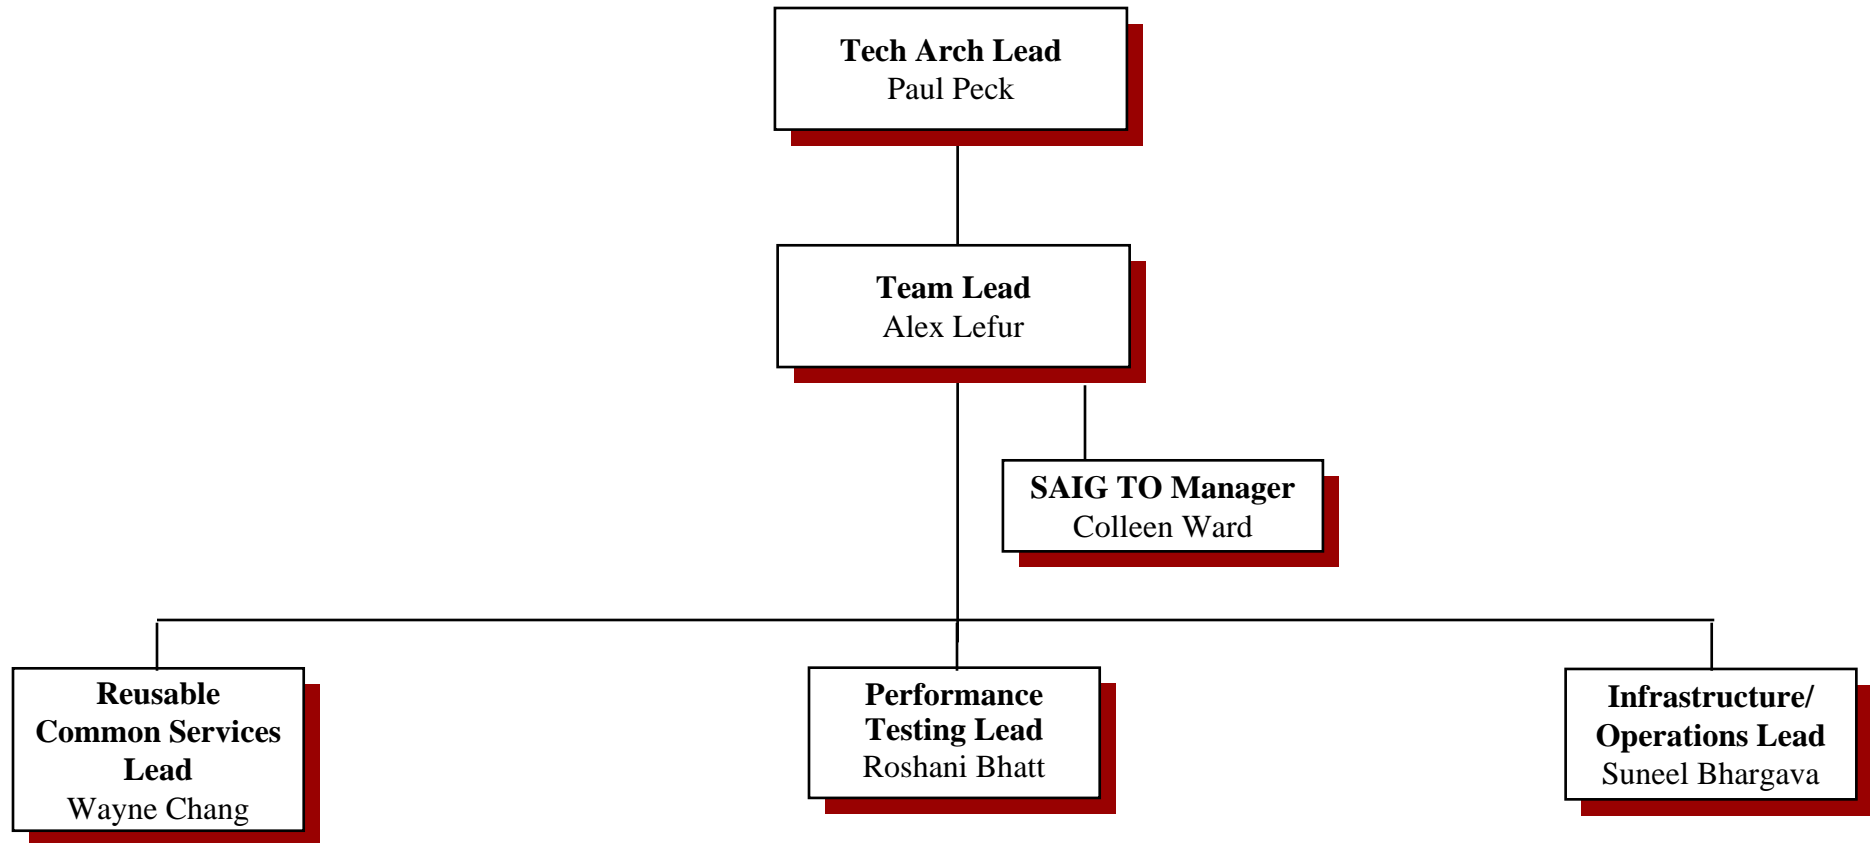 Tech Arch Lead
Paul Peck
Team Lead
Alex Lefur
SAIG TO Manager
Colleen Ward
Reusable
Common Services
Lead
Wayne Chang
Performance
Testing Lead
Roshani Bhatt
Infrastructure/
Operations Lead
Suneel Bhargava